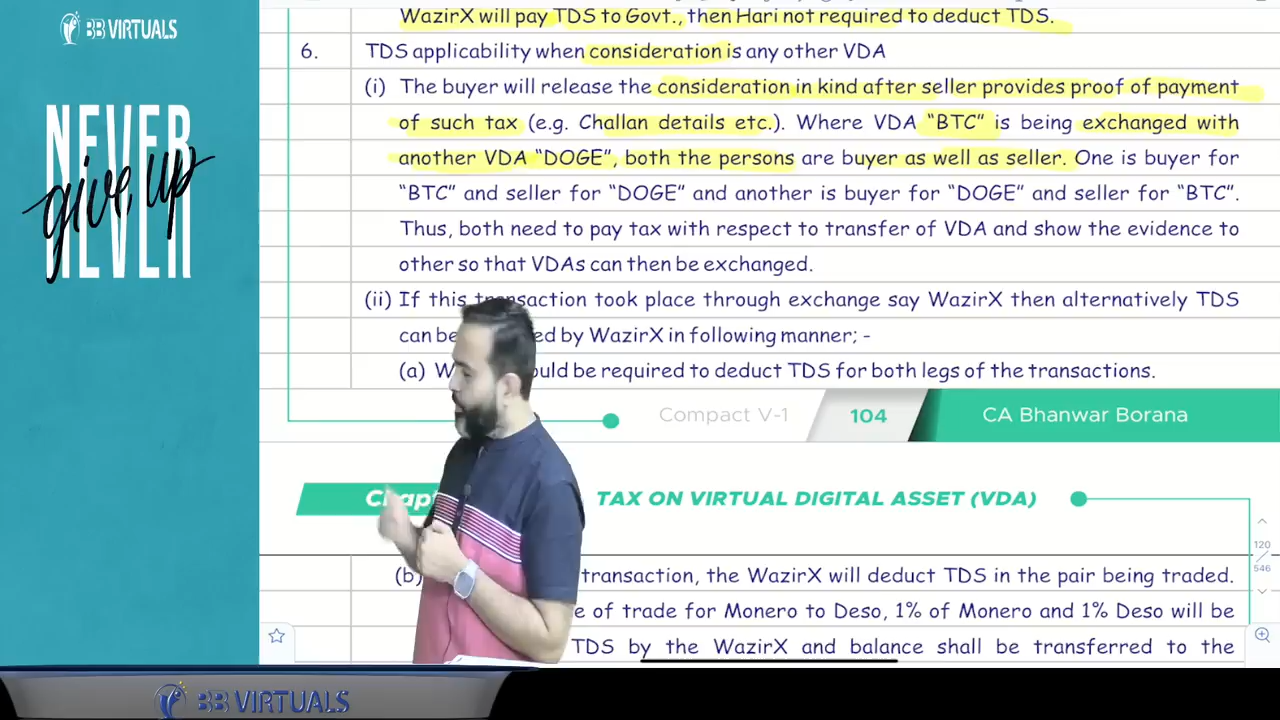 BB VIRTUALS
NEVER
give up
NEVER
WazirX will pay TDS to Govt., then Hari not required to deduct TDS.
6. TDS applicability when consideration is any other VDA
(i) The buyer will release the consideration in kind after seller provides proof of payment
of such tax (e.g. Challan details etc.). Where VDA “BTC” is being exchanged with
another VDA “DOGE”, both the persons are buyer as well as seller. One is buyer for
“BTC” and seller for “DOGE” and another is buyer for “DOGE” and seller for “BTC”.
Thus, both need to pay tax with respect to transfer of VDA and show the evidence to
other so that VDAs can then be exchanged.
(ii) If this transaction took place through exchange say WazirX then alternatively TDS
can be by WazirX in following manner; -
(a) would be required to deduct TDS for both legs of the transactions.
Compact V-1 104 CA Bhanwar Borana
TAX ON VIRTUAL DIGITAL ASSET (VDA)
120
546
(b) transaction, the WazirX will deduct TDS in the pair being traded.
of trade for Monero to Deso, 1% of Monero and 1% Deso will be
TDS by the WazirX and balance shall be transferred to the
BB VIRTUALS